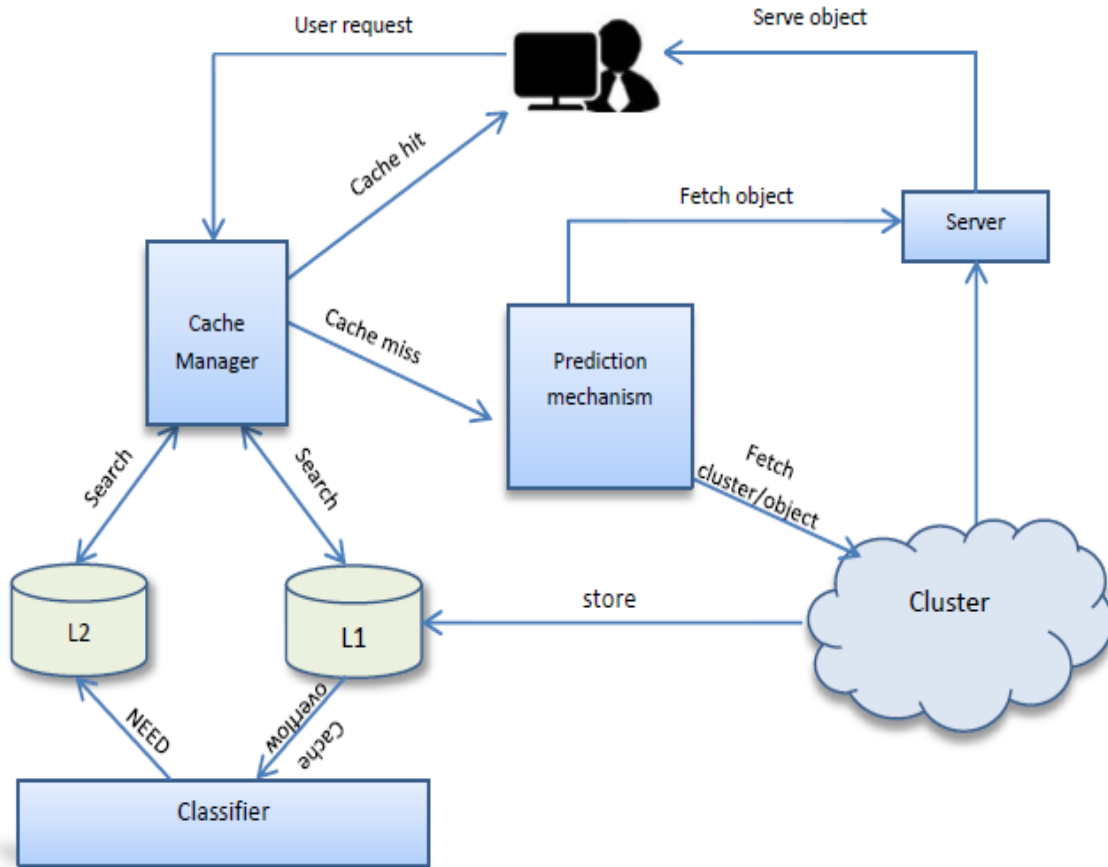 Serve object
User request
Cache hit
Fetch object
Server
Cache
Manager
Cache miss
Prediction
mechanism
Search
Search
Fetch
cluster/object
L2
L1
store
Cluster
NEED
Cache
overflow
Classifier